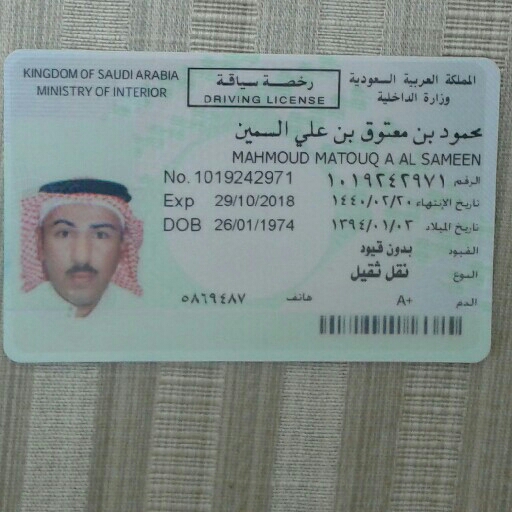 KINGDOM OF SAUDI ARABIA
MINISTRY OF INTERIOR
رخصة سياقة
DRIVING LICENSE
المملكة العربية السعودية
وزارة الداخلية
محمود بن معتوق بن علي السمين
MAHMOUD MATOUQ A AL SAMEEN
No. 1019242971 الرقم ١٠١٩٢٤٢٩٧١
Exp 29/10/2018 تاريخ الإنتهاء ١٤٤٠/٠٢/٢٠
DOB 26/01/1974 تاريخ الميلاد ١٣٩٤/٠١/٠٣
القيود بدون قيود
النوع نقل ثقيل
الدم A+ هاتف ٥٨٦٩٤٨٧